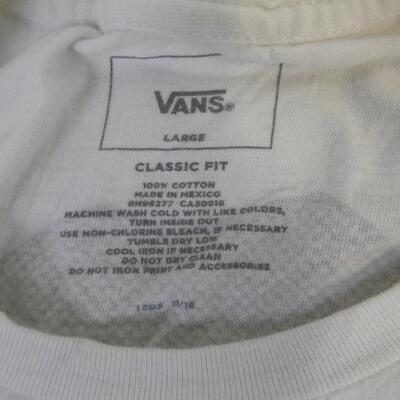 VANS®
LARGE
CLASSIC FIT
100% COTTON
MADE IN MEXICO
RN96277 CA30516
MACHINE WASH COLD WITH LIKE COLORS,
TURN INSIDE OUT
USE NON-CHLORINE BLEACH, IF NECESSARY
TUMBLE DRY LOW
COOL IRON IF NECESSARY
DO NOT DRY CLEAN
DO NOT IRON PRINT AND ACCESSORIES
11/18